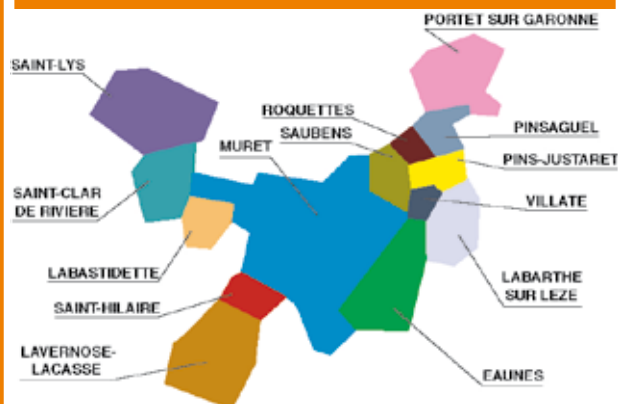 PORTET SUR GARONNE
SAINT-LYS
ROQUETTES
SAUBENS
MURET
PINSAGUEL
PINS-JUSTARET
SAINT-CLAR
DE RIVIERE
VILLATE
LABASTIDETTE
LABARTHE
SUR LEZE
SAINT-HILAIRE
LAVERNOSE-
LACASSE
EAUNES